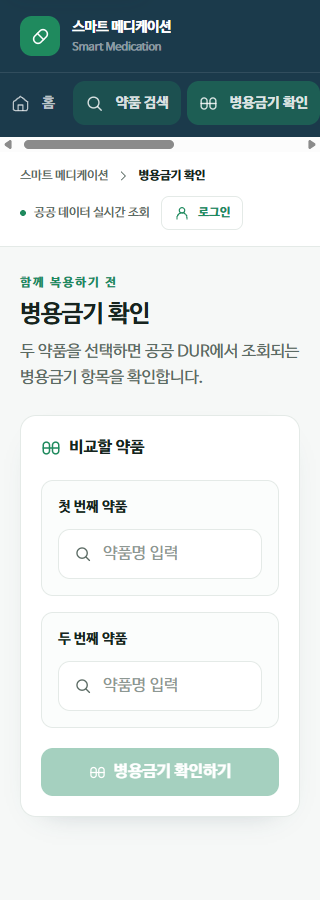 스마트 메디케이션
Smart Medication
홈
약품 검색
병용금기 확인
스마트 메디케이션 > 병용금기 확인
공공 데이터 실시간 조회
로그인
함께 복용하기 전
병용금기 확인
두 약품을 선택하면 공공 DUR에서 조회되는
병용금기 항목을 확인합니다.
비교할 약품
첫 번째 약품
약품명 입력
두 번째 약품
약품명 입력
병용금기 확인하기